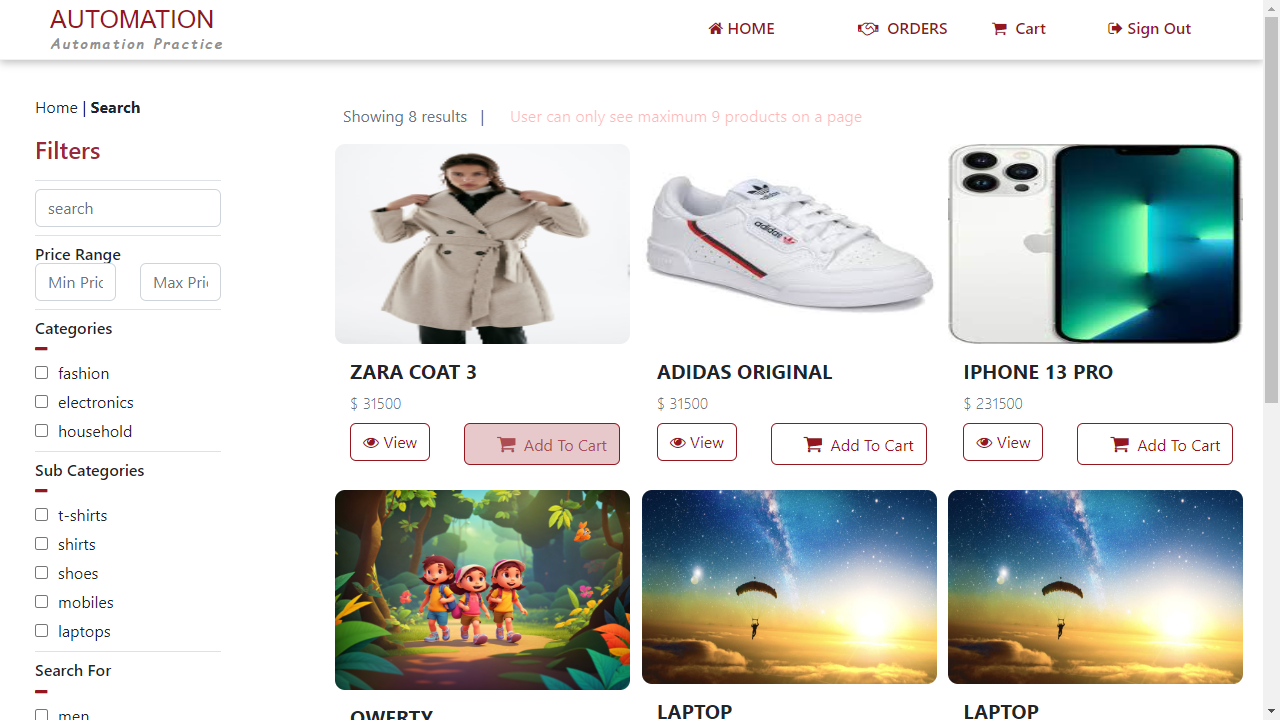 AUTOMATION
Automation Practice
HOME
ORDERS
Cart
Sign Out
Home | Search
Showing 8 results |
User can only see maximum 9 products on a page
Filters
search
Price Range
Min Pric
Max Pri
Categories
fashion
electronics
household
Sub Categories
t-shirts
shirts
shoes
mobiles
laptops
Search For
men
adidas
ZARA COAT 3
$ 31500
View
Add To Cart
ADIDAS ORIGINAL
$ 31500
View
Add To Cart
IPHONE 13 PRO
$ 231500
View
Add To Cart
QWERTY
LAPTOP
LAPTOP